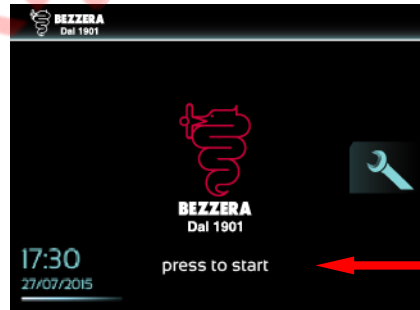 BEZZERA
Dal 1901
BEZZERA
Dal 1901
17:30
press to start
27/07/2015